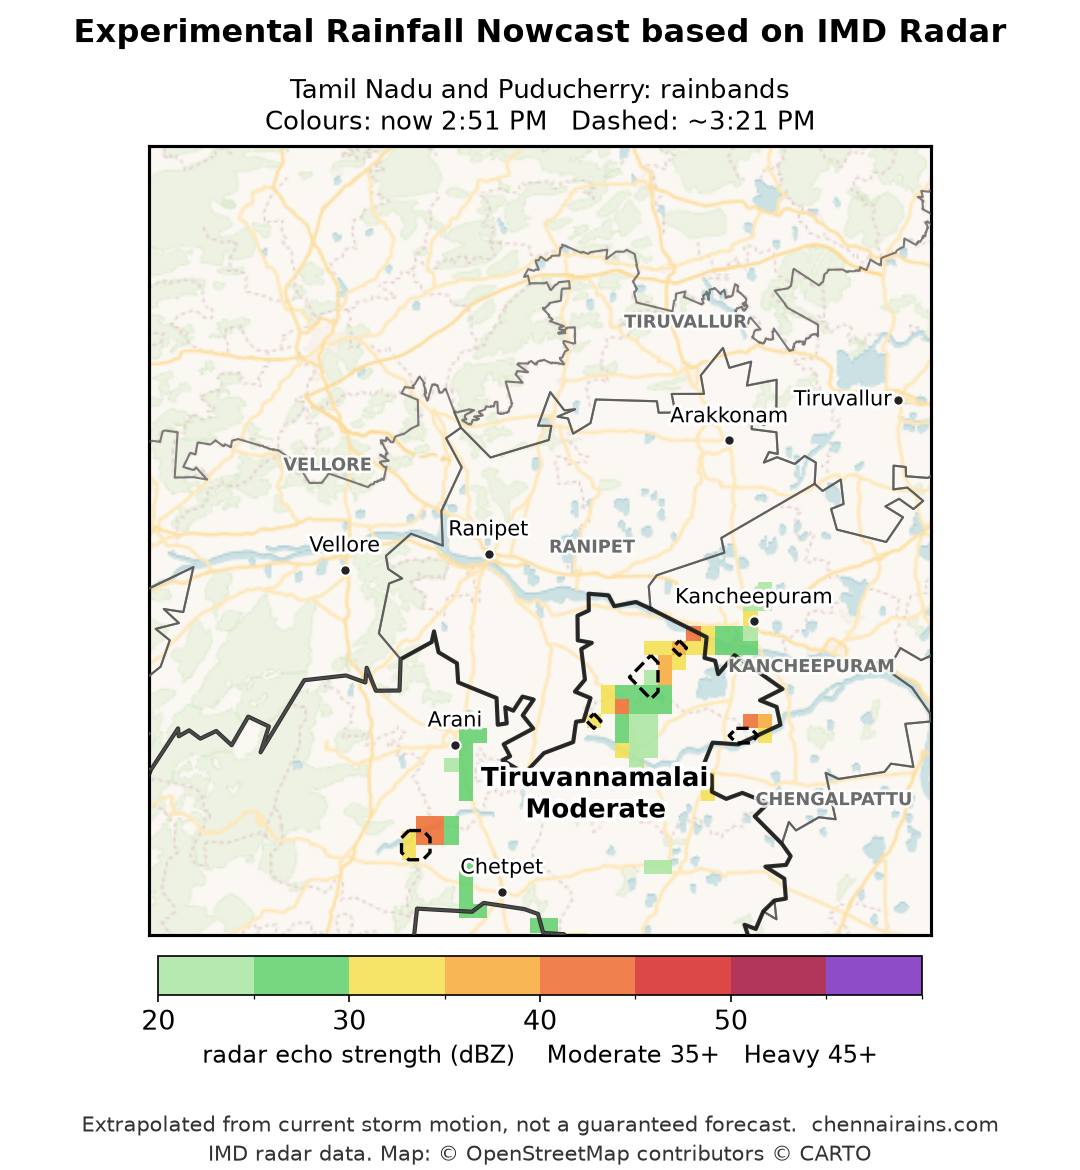 Experimental Rainfall Nowcast based on IMD Radar
Tamil Nadu and Puducherry: rainbands
Colours: now 2:51 PM   Dashed: ~3:21 PM
TIRUVALLUR
Tiruvallur
Arakkonam
VELLORE
Ranipet
Vellore
RANIPET
Kancheepuram
KANCHEEPURAM
Arani
Tiruvannamalai
Moderate
CHENGALPATTU
Chetpet
20 30 40 50
radar echo strength (dBZ)   Moderate 35+   Heavy 45+
Extrapolated from current storm motion, not a guaranteed forecast.  chennairains.com
IMD radar data. Map: © OpenStreetMap contributors © CARTO